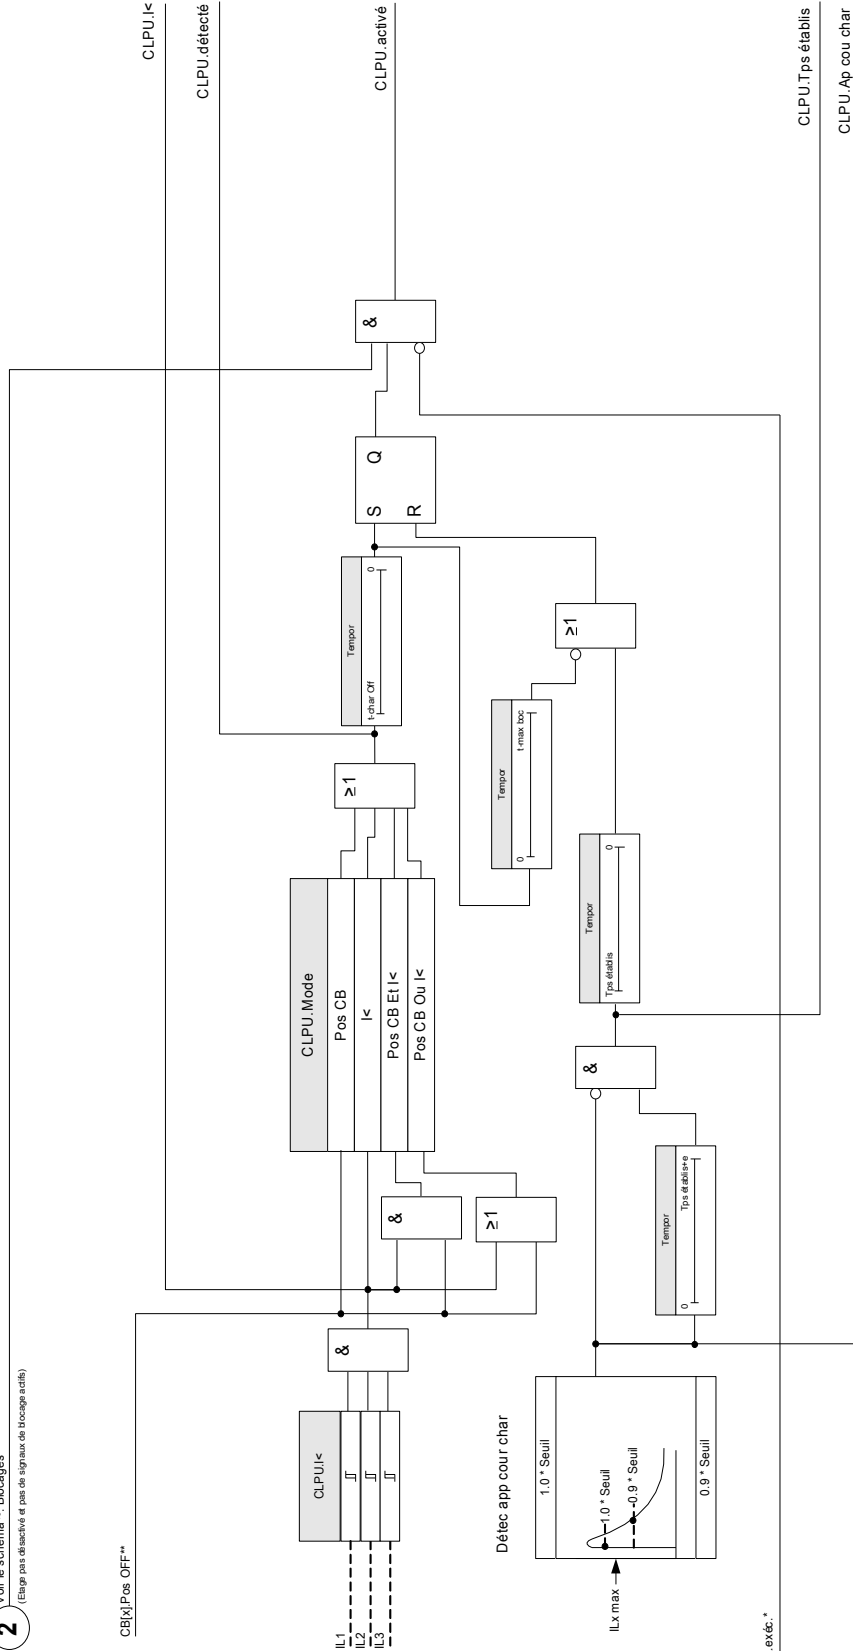 2
Voir le schéma : Blocages
(Etage pas désactivé et pas de signaux de blocage actifs)
CB[x].Pos OFF**
IL1
IL2
IL3
CLPU.I<
&
CLPU.I<
CLPU.détecté
CLPU.activé
CLPU.Mode
Pos CB
I<
Pos CB Et I<
Pos CB Ou I<
&
≥1
≥1
Tempor
t-char Off
0
S
Q
R
&
Tempor
0
t-max boc
≥1
Détec app cour char
1.0 * Seuil
1.0 * Seuil
0.9 * Seuil
0.9 * Seuil
ILx max
Tempor
0
Tps établis+e
&
Tempor
Tps établis
0
CLPU.Tps établis
CLPU.Ap cou char
.exéc.*